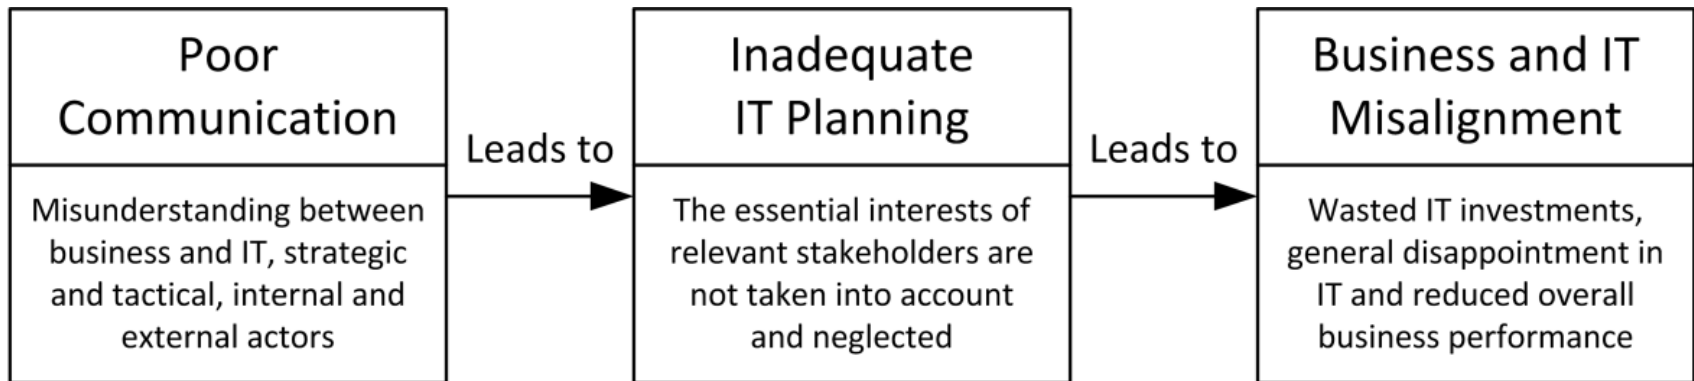 Poor
Communication
Misunderstanding between
business and IT, strategic
and tactical, internal and
external actors
Leads to
Inadequate
IT Planning
The essential interests of
relevant stakeholders are
not taken into account
and neglected
Leads to
Business and IT
Misalignment
Wasted IT investments,
general disappointment in
IT and reduced overall
business performance